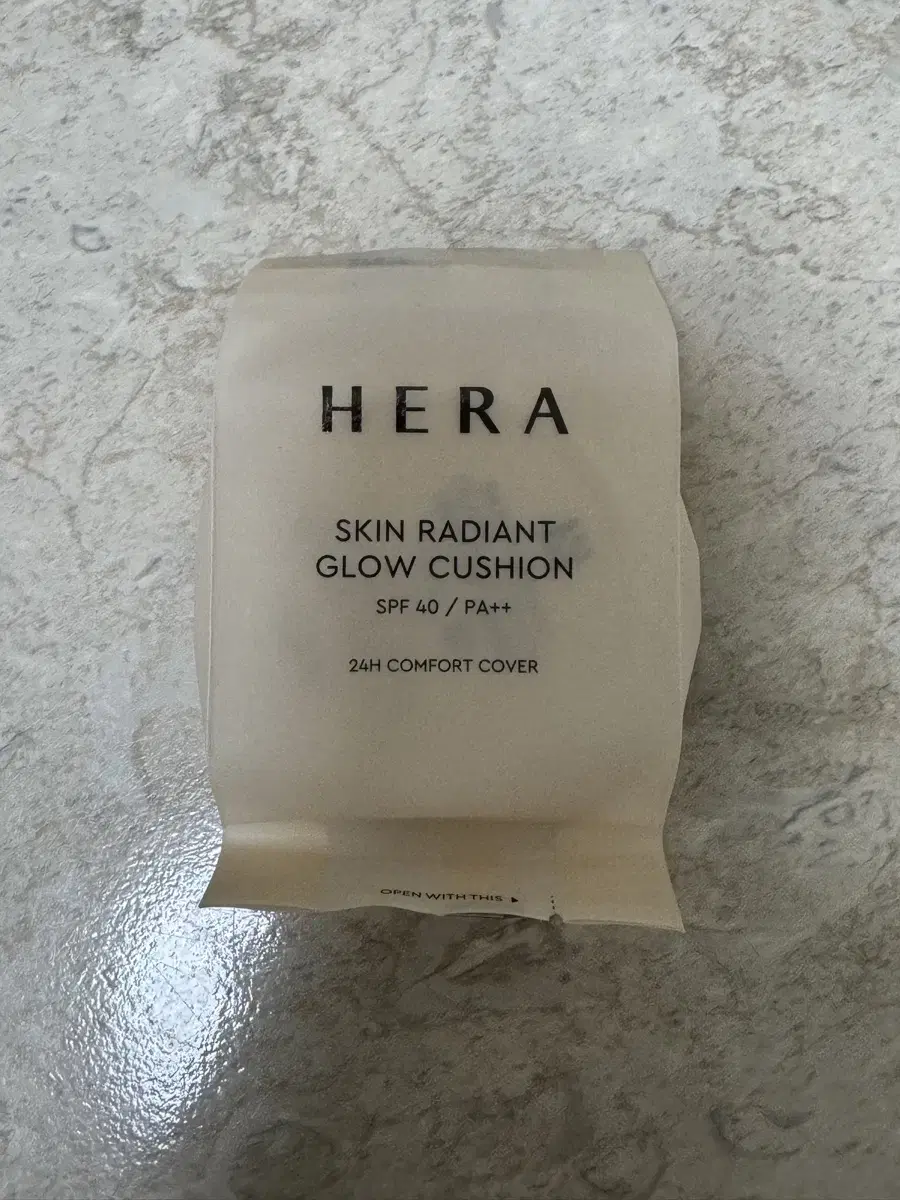 HERA
SKIN RADIANT
GLOW CUSHION
SPF 40 / PA++
24H COMFORT COVER
OPEN WITH THIS ▶